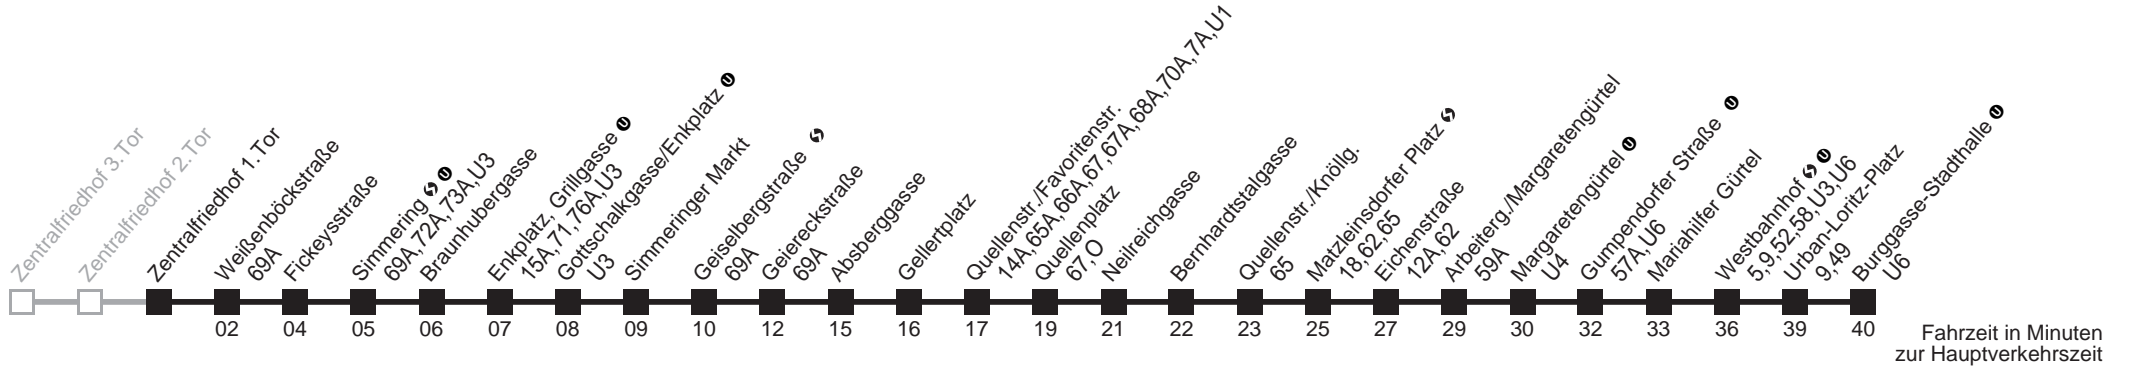 Zentralfriedhof 3.Tor
Zentralfriedhof 2.Tor
Zentralfriedhof 1.Tor
Weißenböckstraße
69A
Fickeysstraße
Simmering
69A,72A,73A,U3
Braunhubergasse
Enkplatz, Grillgasse U
15A,71,76A,U3
Gottschalkgasse/Enkplatz U
U3
Simmeringer Markt
Geiselbergstraße
69A
Geiereckstraße
69A
Absberggasse
Gellertplatz
Quellenstr./Favoritenstr.
14A,65A,66A,67,67A,68A,70A,7A,U1
Quellenplatz
67,O
Neilreichgasse
Bernhardtstalgasse
Quellenstr./Knöllg.
65
Matzleinsdorfer Platz
18,62,65
Eichenstraße
12A,62
Arbeiterg./Margaretengürtel
59A
Margaretengürtel U
U4
Gumpendorfer Straße U
57A,U6
Mariahilfer Gürtel
Westbahnhof
5,9,52,58,U3,U6
Urban-Loritz-Platz
9,49
Burggasse-Stadthalle U
U6
02 04 05 06 07 08 09 10 12 15 16 17 19 21 22 23 25 27 29 30 32 33 36 39 40
Fahrzeit in Minuten
zur Hauptverkehrszeit